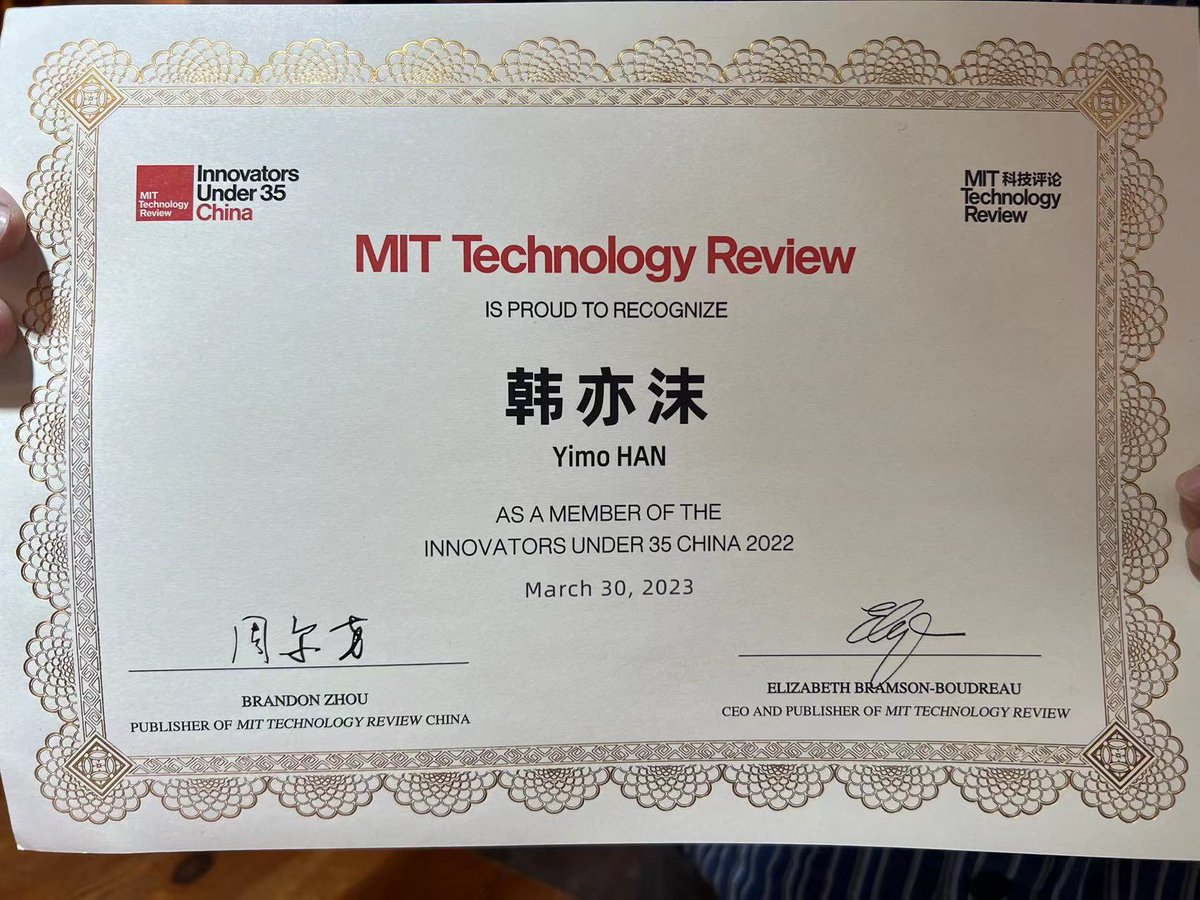 MIT
Technology
Review
Innovators
Under 35
China
MIT 科技评论
Technology
Review
MIT Technology Review
IS PROUD TO RECOGNIZE
韩亦沫
Yimo HAN
AS A MEMBER OF THE
INNOVATORS UNDER 35 CHINA 2022
March 30, 2023
BRANDON ZHOU
PUBLISHER OF MIT TECHNOLOGY REVIEW CHINA
ELIZABETH BRAMSON-BOUDREAU
CEO AND PUBLISHER OF MIT TECHNOLOGY REVIEW